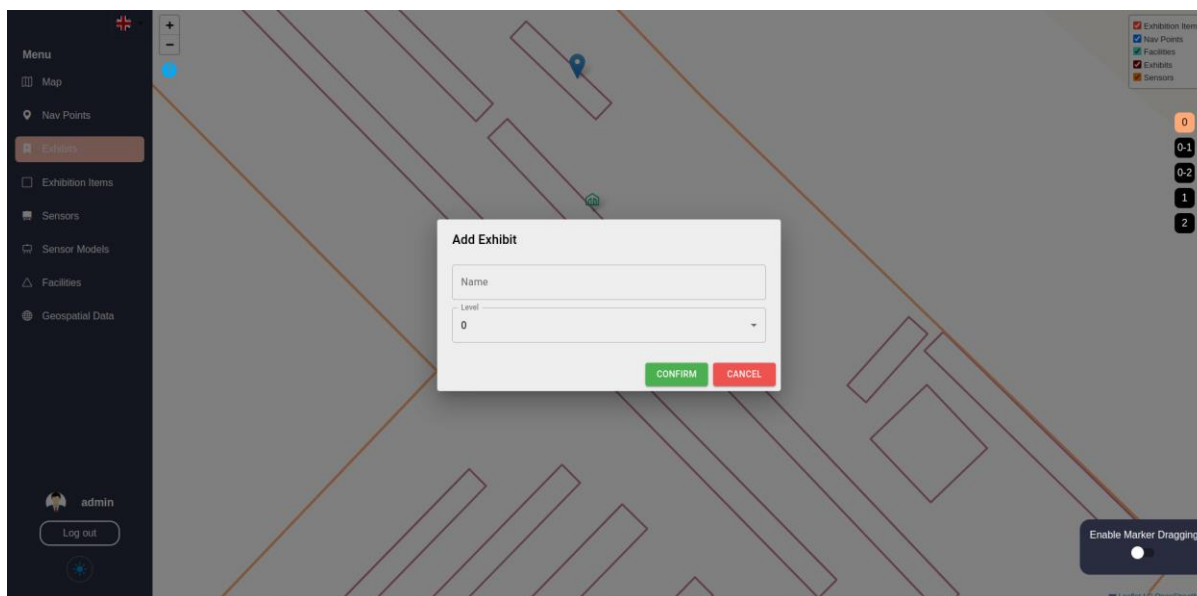 Menu
Map
Nav Points
Exhibits
Exhibition Items
Sensors
Sensor Models
Facilities
Geospatial Data
admin
Log out
+
−
Add Exhibit
Name
Level
0
CONFIRM
CANCEL
Exhibition Item
Nav Points
Facilities
Exhibits
Sensors
0
0-1
0-2
1
2
Enable Marker Dragging
Leaflet | © OpenStreet